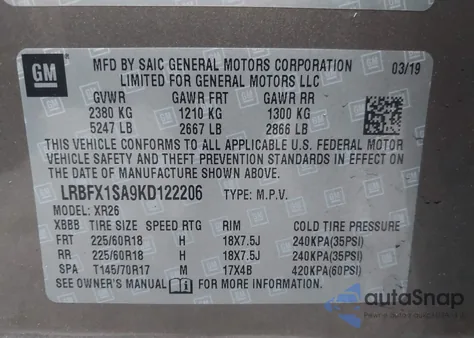 GM
MFD BY SAIC GENERAL MOTORS CORPORATION
LIMITED FOR GENERAL MOTORS LLC
03/19
GVWR GAWR FRT GAWR RR
2380 KG 1210 KG 1300 KG
5247 LB 2667 LB 2866 LB
THIS VEHICLE CONFORMS TO ALL APPLICABLE U.S. FEDERAL MOTOR
VEHICLE SAFETY AND THEFT PREVENTION STANDARDS IN EFFECT ON
THE DATE OF MANUFACTURE SHOWN ABOVE.
LRBFX1SA9KD122206 TYPE: M.P.V.
MODEL: XR26
XBBB TIRE SIZE SPEED RTG RIM COLD TIRE PRESSURE
FRT 225/60R18 H 18X7.5J 240KPA(35PSI)
RR 225/60R18 H 18X7.5J 240KPA(35PSI)
SPA T145/70R17 M 17X4B 420KPA(60PSI)
SEE OWNER'S MANUAL FOR MORE INFORMATION.
autoSnap